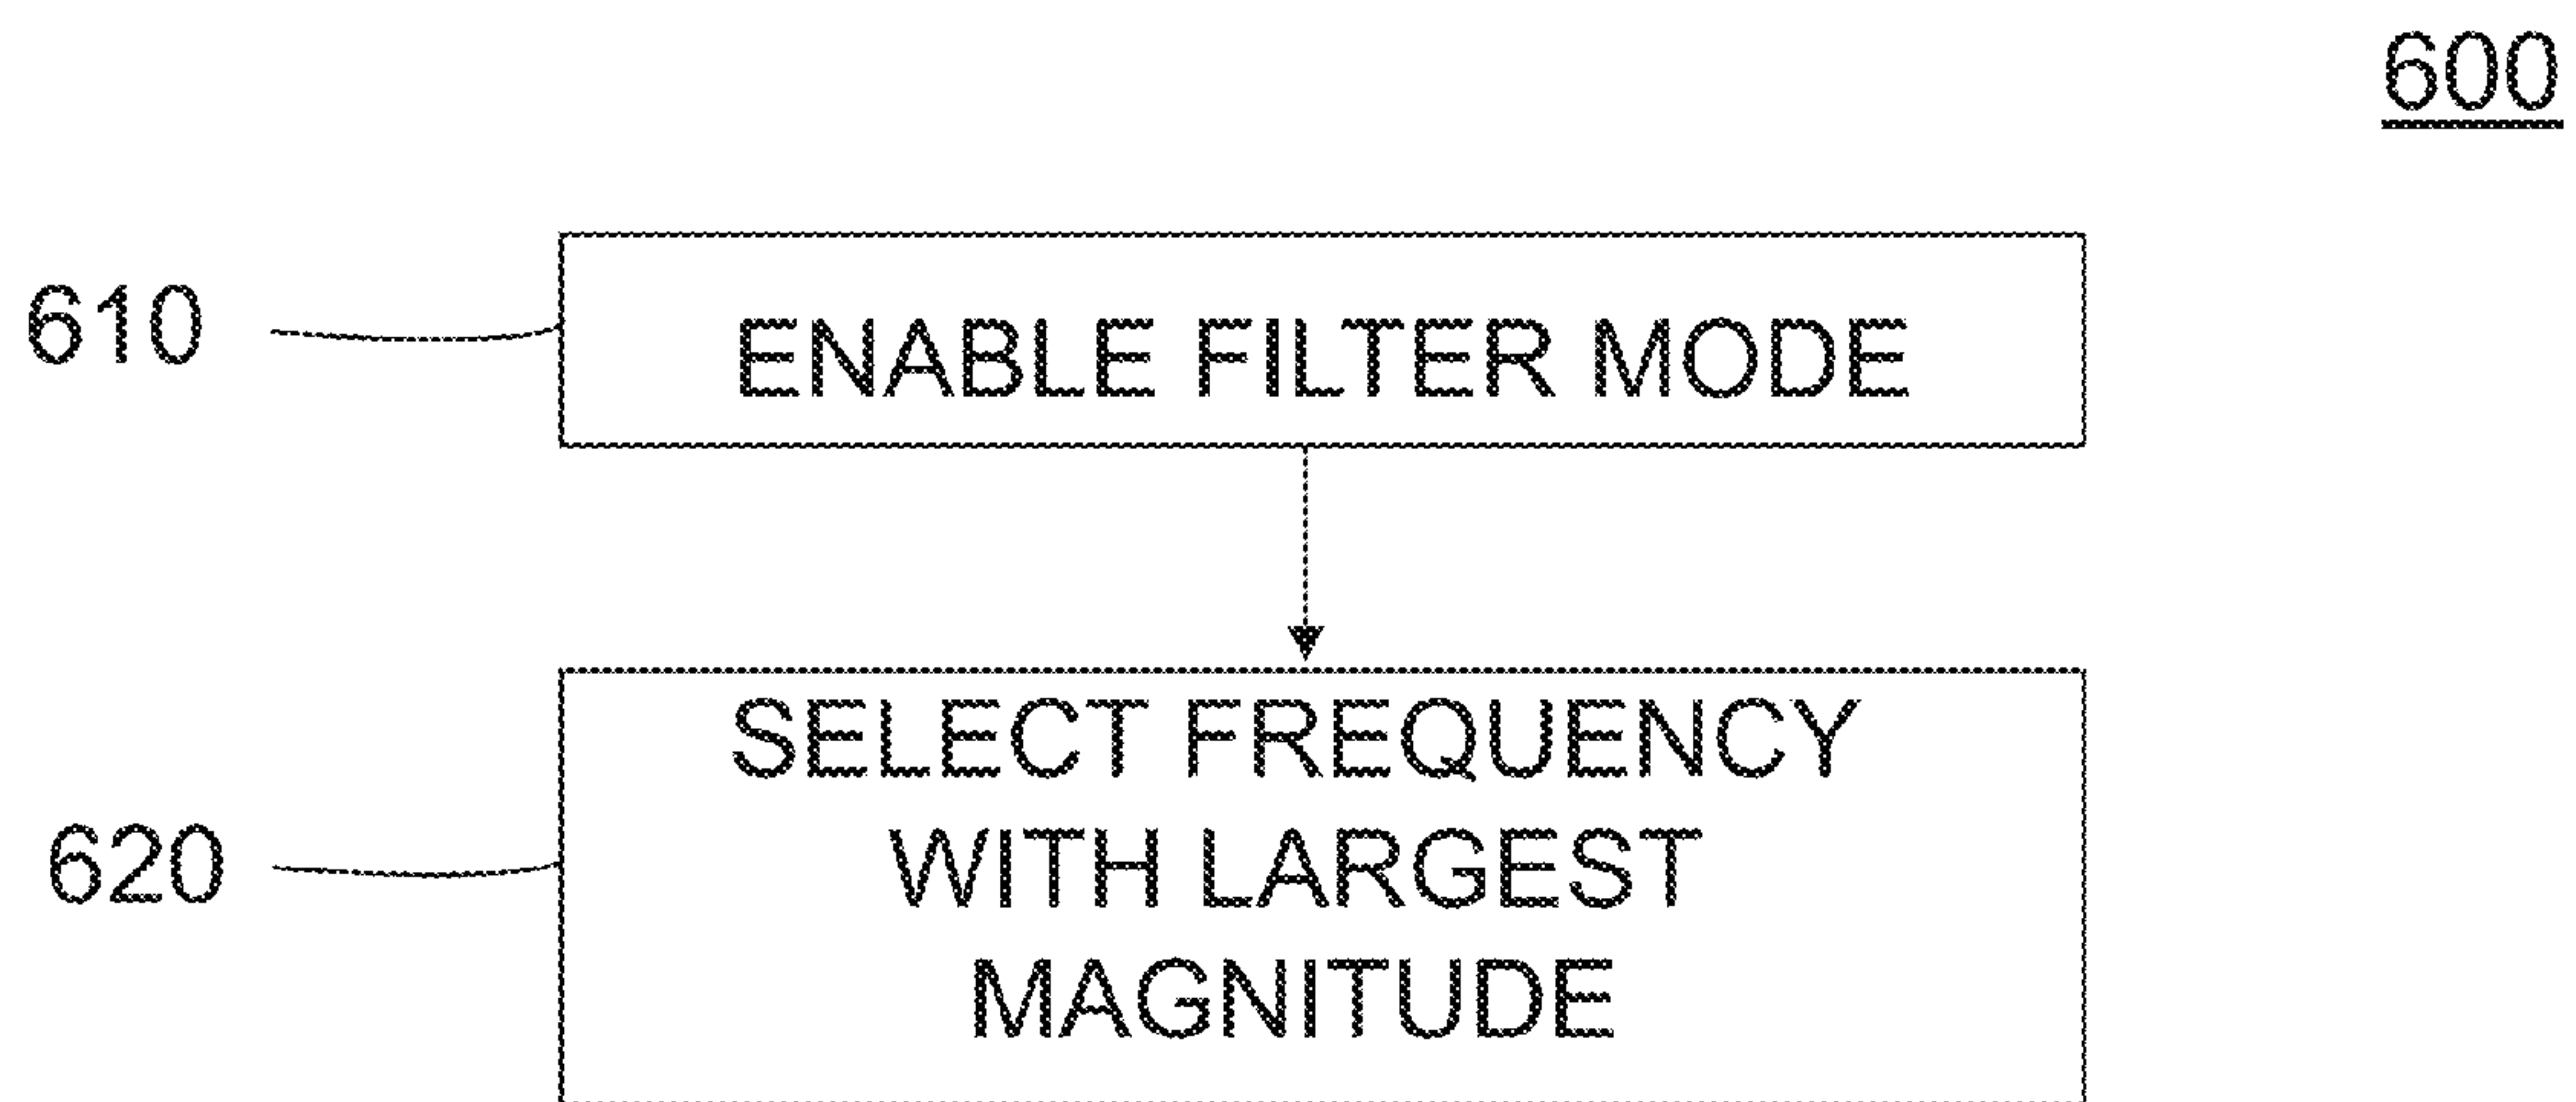 600
610
ENABLE FILTER MODE
620
SELECT FREQUENCY
WITH LARGEST
MAGNITUDE